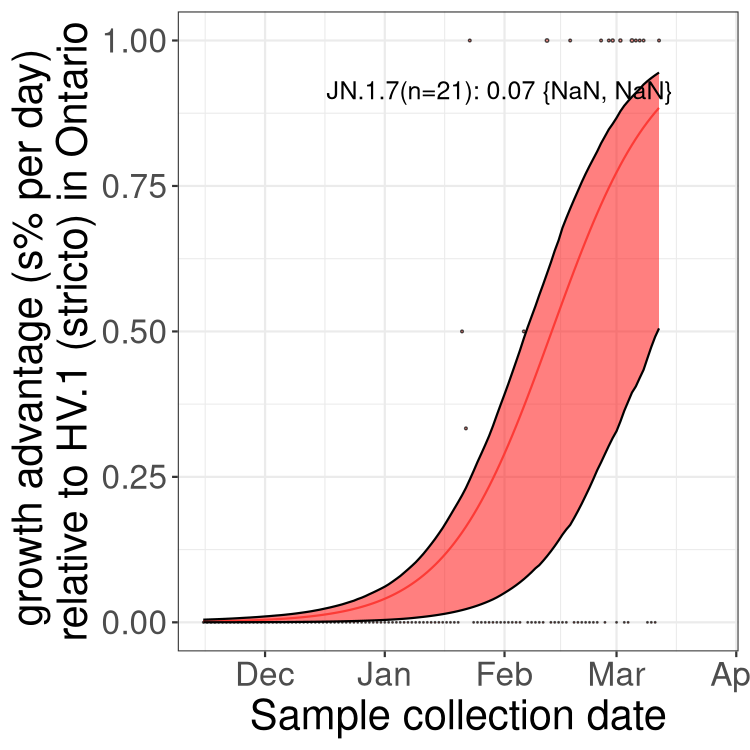 growth advantage (s% per day)
relative to HV.1 (stricto) in Ontario
1.00
0.75
0.50
0.25
0.00
JN.1.7(n=21): 0.07 {NaN, NaN}
Dec Jan Feb Mar Ap
Sample collection date